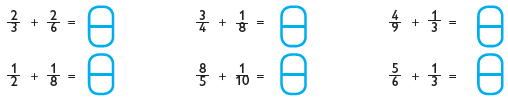 2/3 + 2/6 = 3/4 + 1/8 = 4/9 + 1/3 =
1/2 + 1/8 = 8/5 + 1/10 = 5/6 + 1/3 =